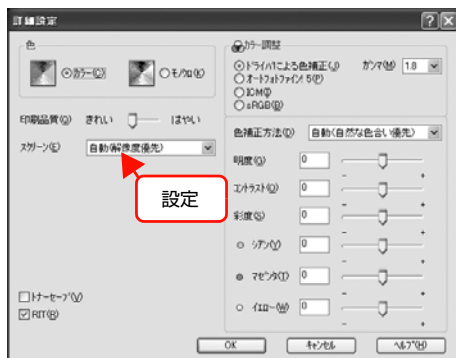 詳細設定
色
カラー(C)
モノクロ(K)
印刷品質(Q) きれい はやい
スクリーン(E) 自動(解像度優先)
設定
トナーセーブ(V)
RIT(R)
カラー調整
ドライバによる色補正(J) ガンマ(M) 1.8
オートフォトファイン!5(P)
ICM(I)
sRGB(B)
色補正方法(D) 自動(自然な色合い優先)
明度(G) 0
- +
コントラスト(A) 0
- +
彩度(S) 0
- +
シアン(Y) 0
- +
マゼンタ(T) 0
- +
イエロー(W) 0
- +
OK キャンセル ヘルプ(H)